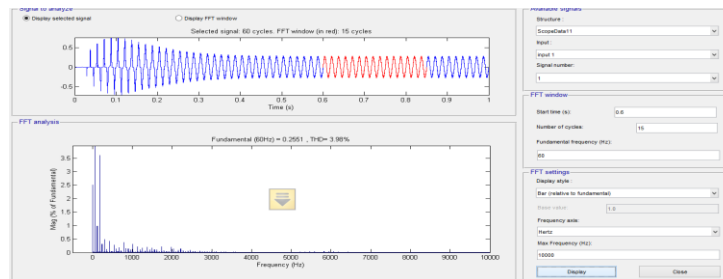 Signal to analyze
Display selected signal
Display FFT window
Selected signal: 60 cycles. FFT window (in red): 15 cycles
0.5
0
-0.5
0 0.1 0.2 0.3 0.4 0.5 0.6 0.7 0.8 0.9 1
Time (s)
FFT analysis
Fundamental (60Hz) = 0.2551 , THD= 3.98%
3.5
3
2.5
2
1.5
1
0.5
0
Mag (% of Fundamental)
0 1000 2000 3000 4000 5000 6000 7000 8000 9000 10000
Frequency (Hz)
Available signals
Structure :
ScopeData11
Input :
input 1
Signal number:
1
FFT window
Start time (s): 0.6
Number of cycles: 15
Fundamental frequency (Hz):
60
FFT settings
Display style :
Bar (relative to fundamental)
Base value: 1.0
Frequency axis:
Hertz
Max Frequency (Hz):
10000
Display Close